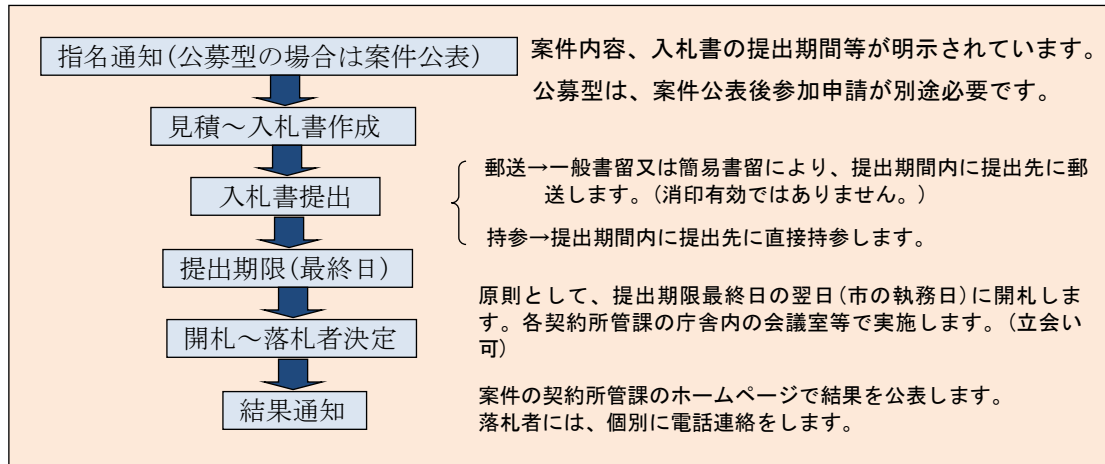 指名通知(公募型の場合は案件公表)
案件内容、入札書の提出期間等が明示されています。
公募型は、案件公表後参加申請が別途必要です。
見積～入札書作成
入札書提出
郵送→一般書留又は簡易書留により、提出期間内に提出先に郵
送します。(消印有効ではありません。)
持参→提出期間内に提出先に直接持参します。
提出期限(最終日)
原則として、提出期限最終日の翌日(市の執務日)に開札しま
す。各契約所管課の庁舎内の会議室等で実施します。(立会い
可)
開札～落札者決定
結果通知
案件の契約所管課のホームページで結果を公表します。
落札者には、個別に電話連絡をします。